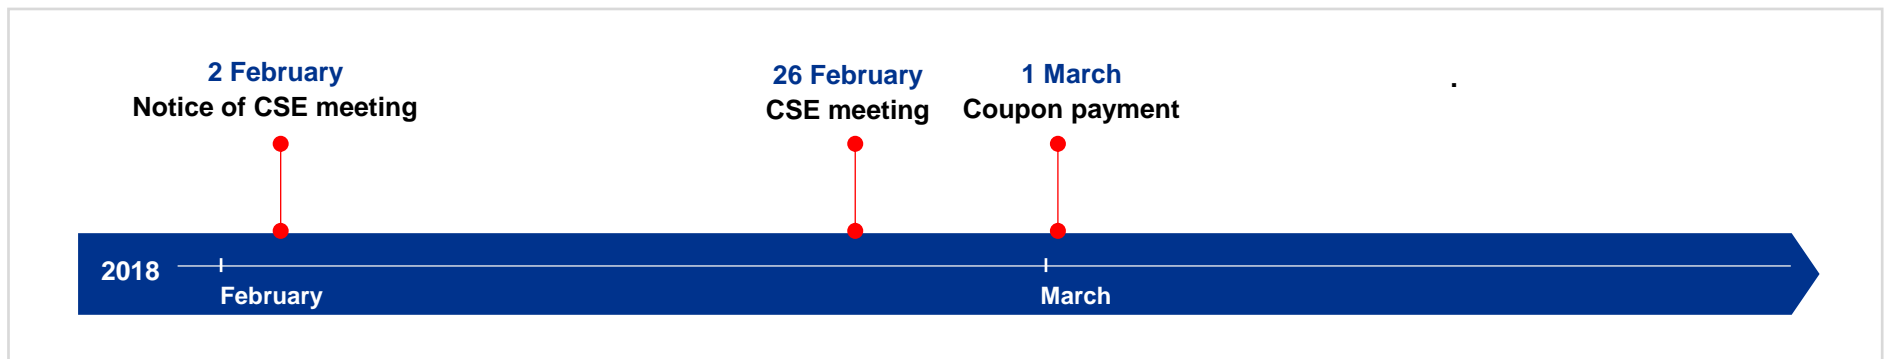 2 February
Notice of CSE meeting
26 February
CSE meeting
1 March
Coupon payment
.
2018
February
March